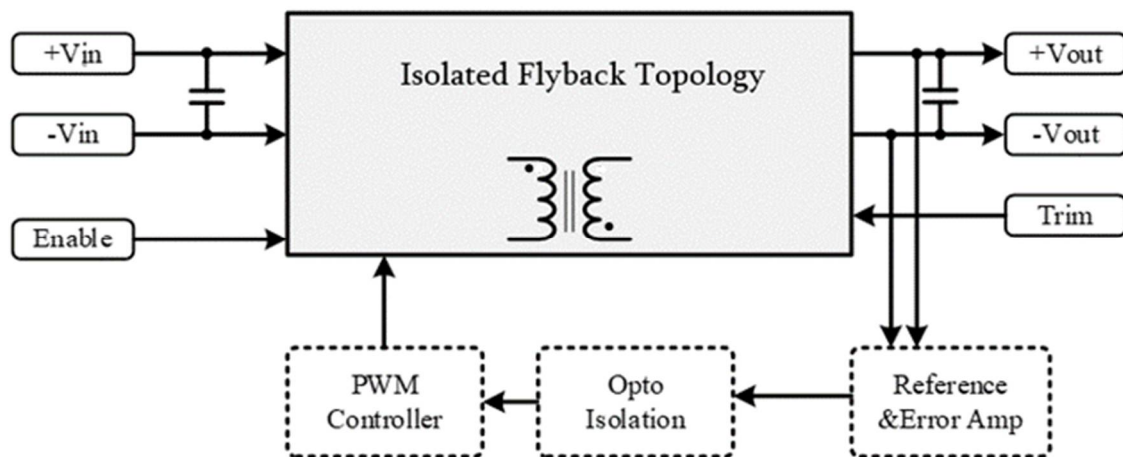 +Vin
Isolated Flyback Topology
+Vout
-Vin
-Vout
Enable
Trim
PWM
Controller
Opto
Isolation
Reference
&Error Amp